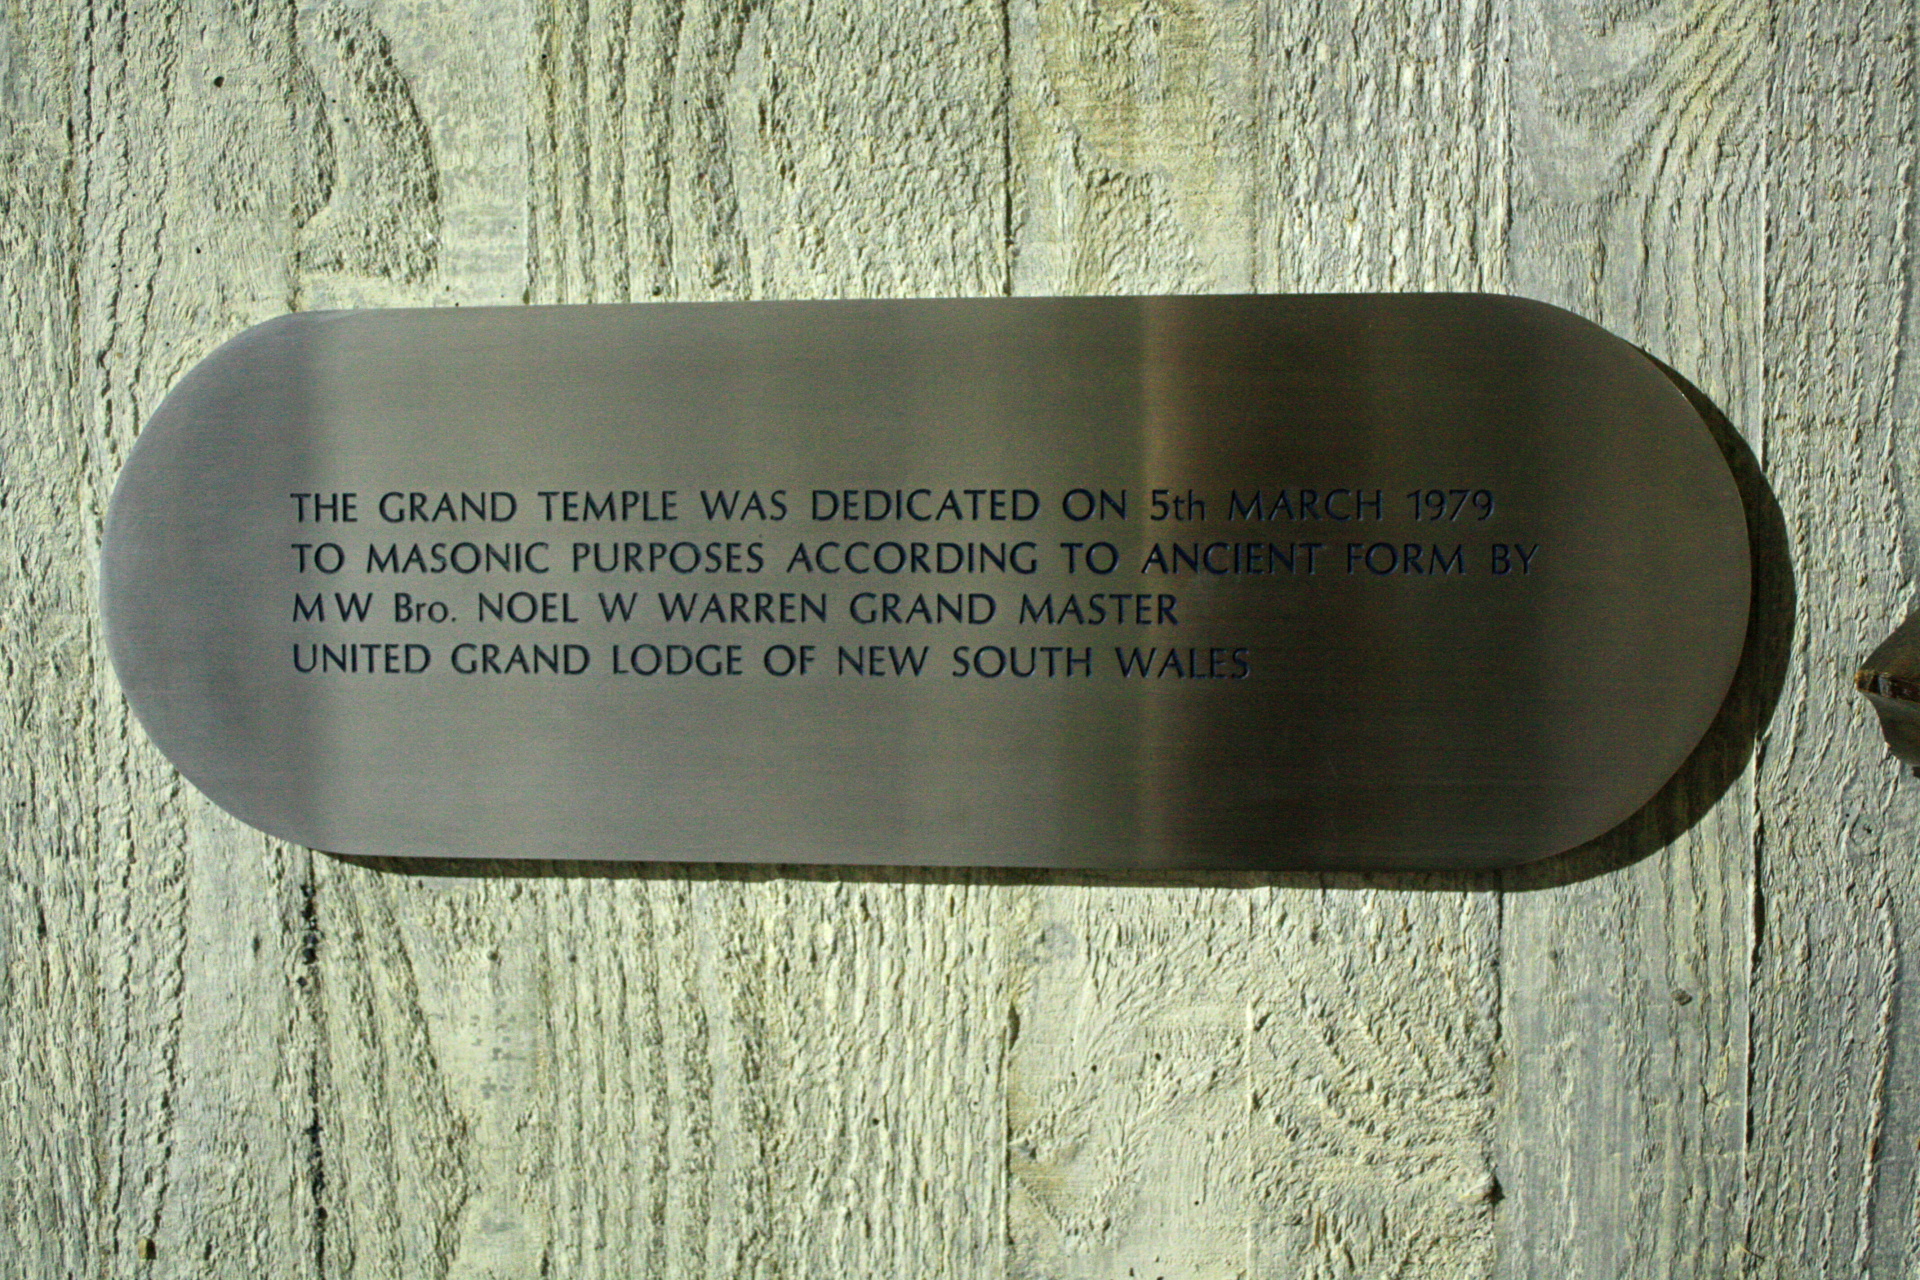 THE GRAND TEMPLE WAS DEDICATED ON 5th MARCH 1979
TO MASONIC PURPOSES ACCORDING TO ANCIENT FORM BY
M W Bro. NOEL W WARREN GRAND MASTER
UNITED GRAND LODGE OF NEW SOUTH WALES